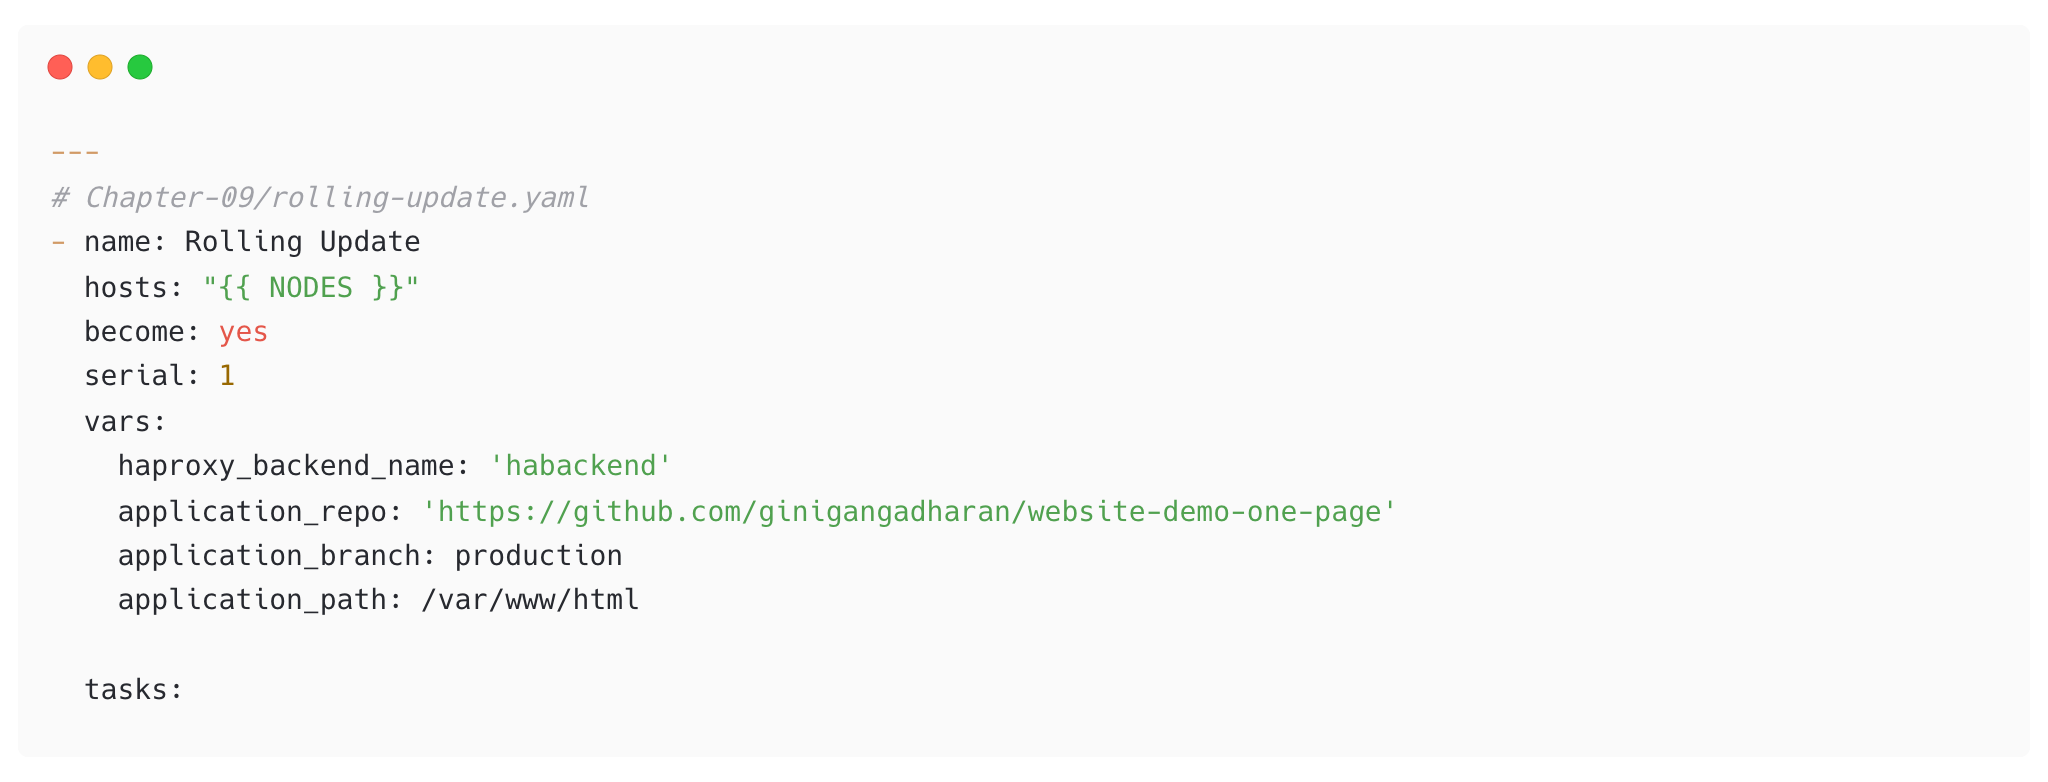 ---
# Chapter-09/rolling-update.yaml
- name: Rolling Update
  hosts: "{{ NODES }}"
  become: yes
  serial: 1
  vars:
    haproxy_backend_name: 'habackend'
    application_repo: 'https://github.com/ginigangadharan/website-demo-one-page'
    application_branch: production
    application_path: /var/www/html

  tasks: